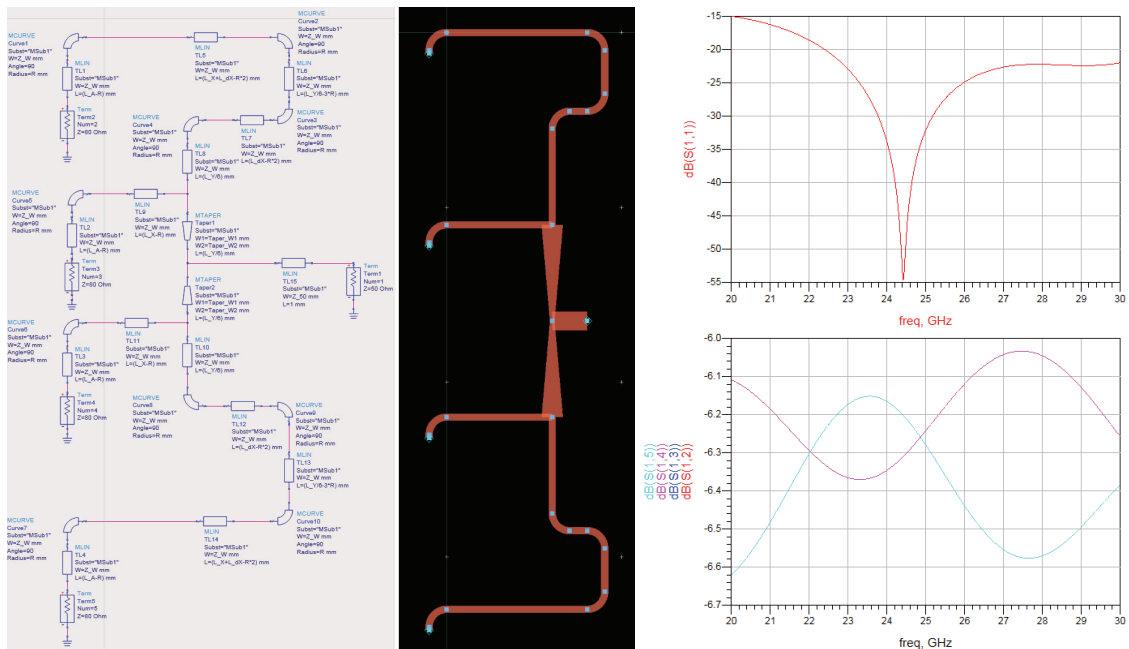 MCURVE
Curve1
Subst="MSub1"
W=Z_W mm
Angle=90
Radius=R mm
MLIN
TL1
Subst="MSub1"
W=Z_W mm
L=(L_A-R) mm
Term
Term2
Num=2
Z=80 Ohm
MLIN
TL5
Subst="MSub1"
W=Z_W mm
L=(L_X+L_dX-R*2) mm
MCURVE
Curve2
Subst="MSub1"
W=Z_W mm
Angle=90
Radius=R mm
MLIN
TL6
Subst="MSub1"
W=Z_W mm
L=(L_Y/6-3*R) mm
MCURVE
Curve3
Subst="MSub1"
W=Z_W mm
Angle=90
Radius=R mm
MCURVE
Curve4
Subst="MSub1"
W=Z_W mm
Angle=90
Radius=R mm
MLIN
TL7
Subst="MSub1"
W=Z_W mm
L=(L_dX-R*2) mm
MLIN
TL8
Subst="MSub1"
W=Z_W mm
L=(L_Y/6) mm
MCURVE
Curve5
Subst="MSub1"
W=Z_W mm
Angle=90
Radius=R mm
MLIN
TL9
Subst="MSub1"
W=Z_W mm
L=(L_X-R) mm
MLIN
TL2
Subst="MSub1"
W=Z_W mm
L=(L_A-R) mm
Term
Term3
Num=3
Z=80 Ohm
MTAPER
Taper1
Subst="MSub1"
W1=Taper_W1 mm
W2=Taper_W2 mm
L=(L_Y/6) mm
MTAPER
Taper2
Subst="MSub1"
W1=Taper_W1 mm
W2=Taper_W2 mm
L=(L_Y/6) mm
MLIN
TL15
Subst="MSub1"
W=Z_50 mm
L=1 mm
Term
Term1
Num=1
Z=50 Ohm
MCURVE
Curve6
Subst="MSub1"
W=Z_W mm
Angle=90
Radius=R mm
MLIN
TL11
Subst="MSub1"
W=Z_W mm
L=(L_X-R) mm
MLIN
TL3
Subst="MSub1"
W=Z_W mm
L=(L_A-R) mm
Term
Term4
Num=4
Z=80 Ohm
MLIN
TL10
Subst="MSub1"
W=Z_W mm
L=(L_Y/6) mm
MCURVE
Curve8
Subst="MSub1"
W=Z_W mm
Angle=90
Radius=R mm
MLIN
TL12
Subst="MSub1"
W=Z_W mm
L=(L_dX-R*2) mm
MCURVE
Curve9
Subst="MSub1"
W=Z_W mm
Angle=90
Radius=R mm
MLIN
TL13
Subst="MSub1"
W=Z_W mm
L=(L_Y/6-3*R) mm
MCURVE
Curve10
Subst="MSub1"
W=Z_W mm
Angle=90
Radius=R mm
MLIN
TL14
Subst="MSub1"
W=Z_W mm
L=(L_X+L_dX-R*2) mm
MCURVE
Curve7
Subst="MSub1"
W=Z_W mm
Angle=90
Radius=R mm
MLIN
TL4
Subst="MSub1"
W=Z_W mm
L=(L_A-R) mm
Term
Term5
Num=5
Z=80 Ohm
dB(S(1,1))
-15
-20
-25
-30
-35
-40
-45
-50
-55
20 21 22 23 24 25 26 27 28 29 30
freq, GHz
dB(S(1,5))
dB(S(1,4))
dB(S(1,3))
dB(S(1,2))
-6.0
-6.1
-6.2
-6.3
-6.4
-6.5
-6.6
-6.7
20 21 22 23 24 25 26 27 28 29 30
freq, GHz